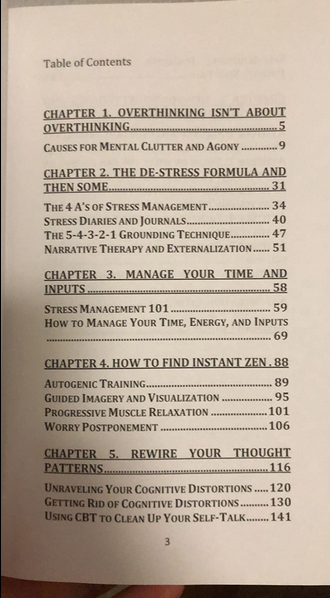 Table of Contents
CHAPTER 1. OVERTHINKING ISN'T ABOUT
OVERTHINKING.................................................. 5
CAUSES FOR MENTAL CLUTTER AND AGONY ............. 9
CHAPTER 2. THE DE-STRESS FORMULA AND
THEN SOME...................................................... 31
THE 4 A'S OF STRESS MANAGEMENT...................... 34
STRESS DIARIES AND JOURNALS............................ 40
THE 5-4-3-2-1 GROUNDING TECHNIQUE................ 47
NARRATIVE THERAPY AND EXTERNALIZATION...... 51
CHAPTER 3. MANAGE YOUR TIME AND
INPUTS ............................................................ 58
STRESS MANAGEMENT 101 ................................. 59
HOW TO MANAGE YOUR TIME, ENERGY, AND INPUTS
........................................................................ 69
CHAPTER 4. HOW TO FIND INSTANT ZEN . 88
AUTOGENIC TRAINING......................................... 89
GUIDED IMAGERY AND VISUALIZATION ................ 95
PROGRESSIVE MUSCLE RELAXATION .................. 101
WORRY POSTPONEMENT ................................... 106
CHAPTER 5. REWIRE YOUR THOUGHT
PATTERNS...................................................... 116
UNRAVELING YOUR COGNITIVE DISTORTIONS ..... 120
GETTING RID OF COGNITIVE DISTORTIONS .......... 130
USING CBT TO CLEAN UP YOUR SELF-TALK........ 141
3